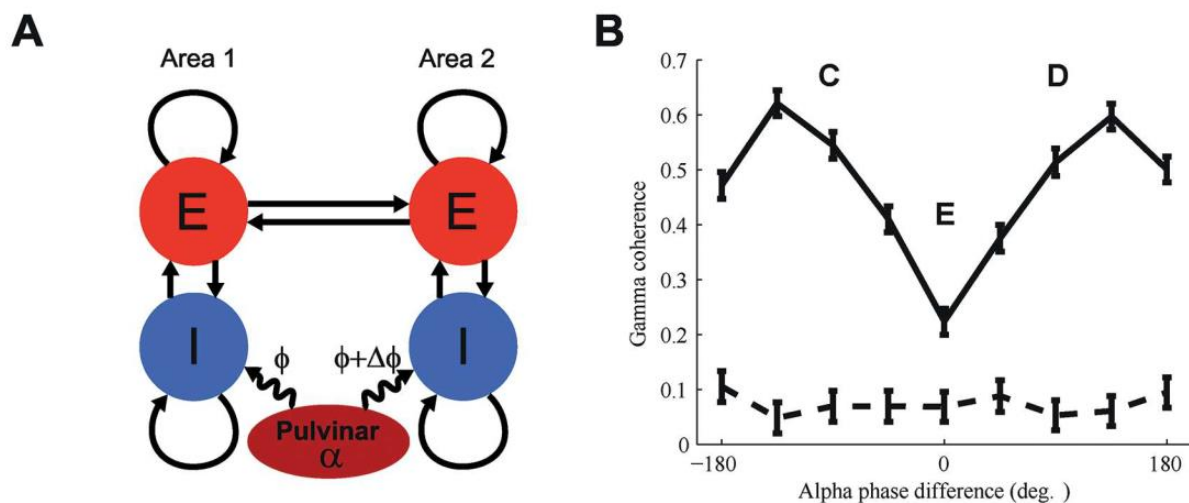 A
Area 1
Area 2
E
E
I
I
ϕ
ϕ+Δϕ
Pulvinar
α
B
0.7
0.6
0.5
0.4
0.3
0.2
0.1
0
Gamma coherence
C
D
E
−180
0
180
Alpha phase difference (deg. )